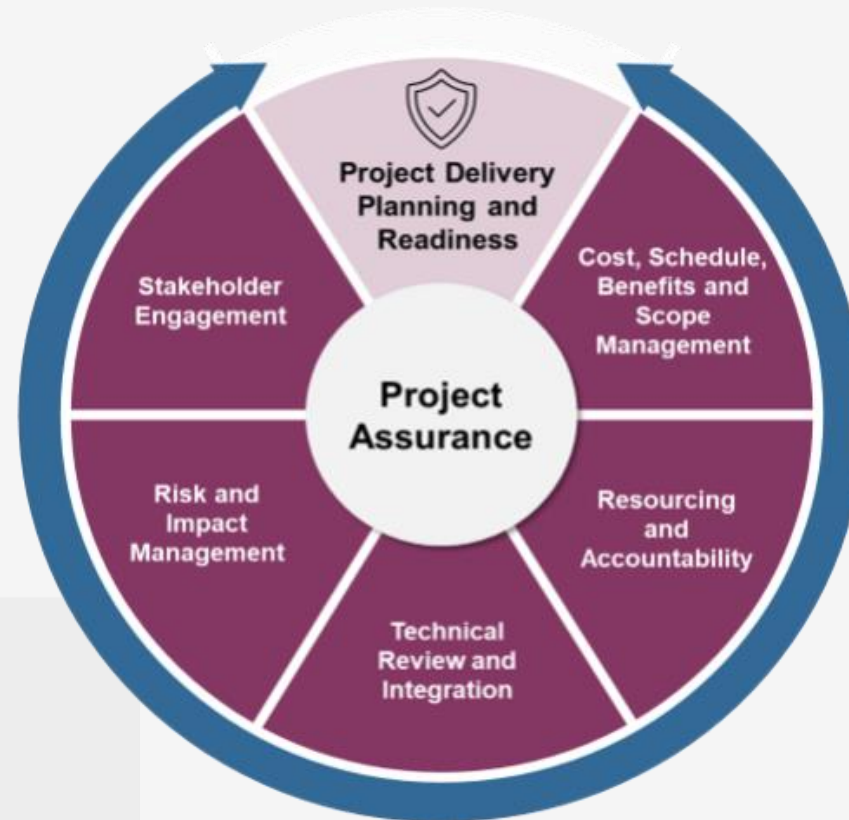 Project Delivery
Planning and
Readiness
Cost, Schedule,
Benefits and
Scope
Management
Resourcing
and
Accountability
Technical
Review and
Integration
Risk and
Impact
Management
Stakeholder
Engagement
Project
Assurance